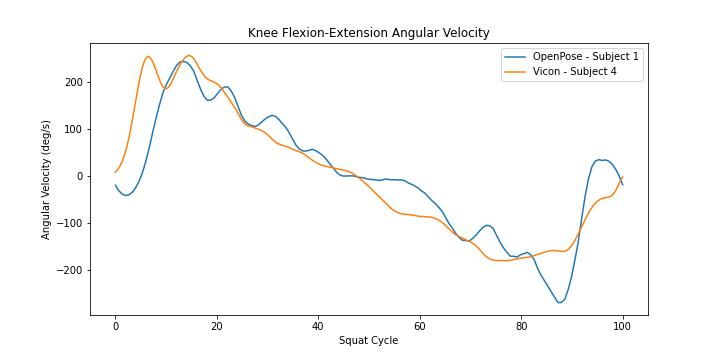 Knee Flexion-Extension Angular Velocity
OpenPose - Subject 1
Vicon - Subject 4
Angular Velocity (deg/s)
200
100
0
−100
−200
0 20 40 60 80 100
Squat Cycle